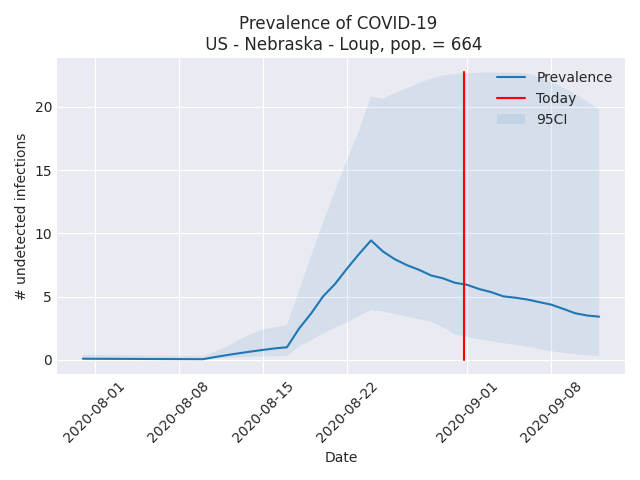 Prevalence of COVID-19
US - Nebraska - Loup, pop. = 664
Prevalence
Today
95CI
# undetected infections
20
15
10
5
0
2020-08-01
2020-08-08
2020-08-15
2020-08-22
2020-09-01
2020-09-08
Date